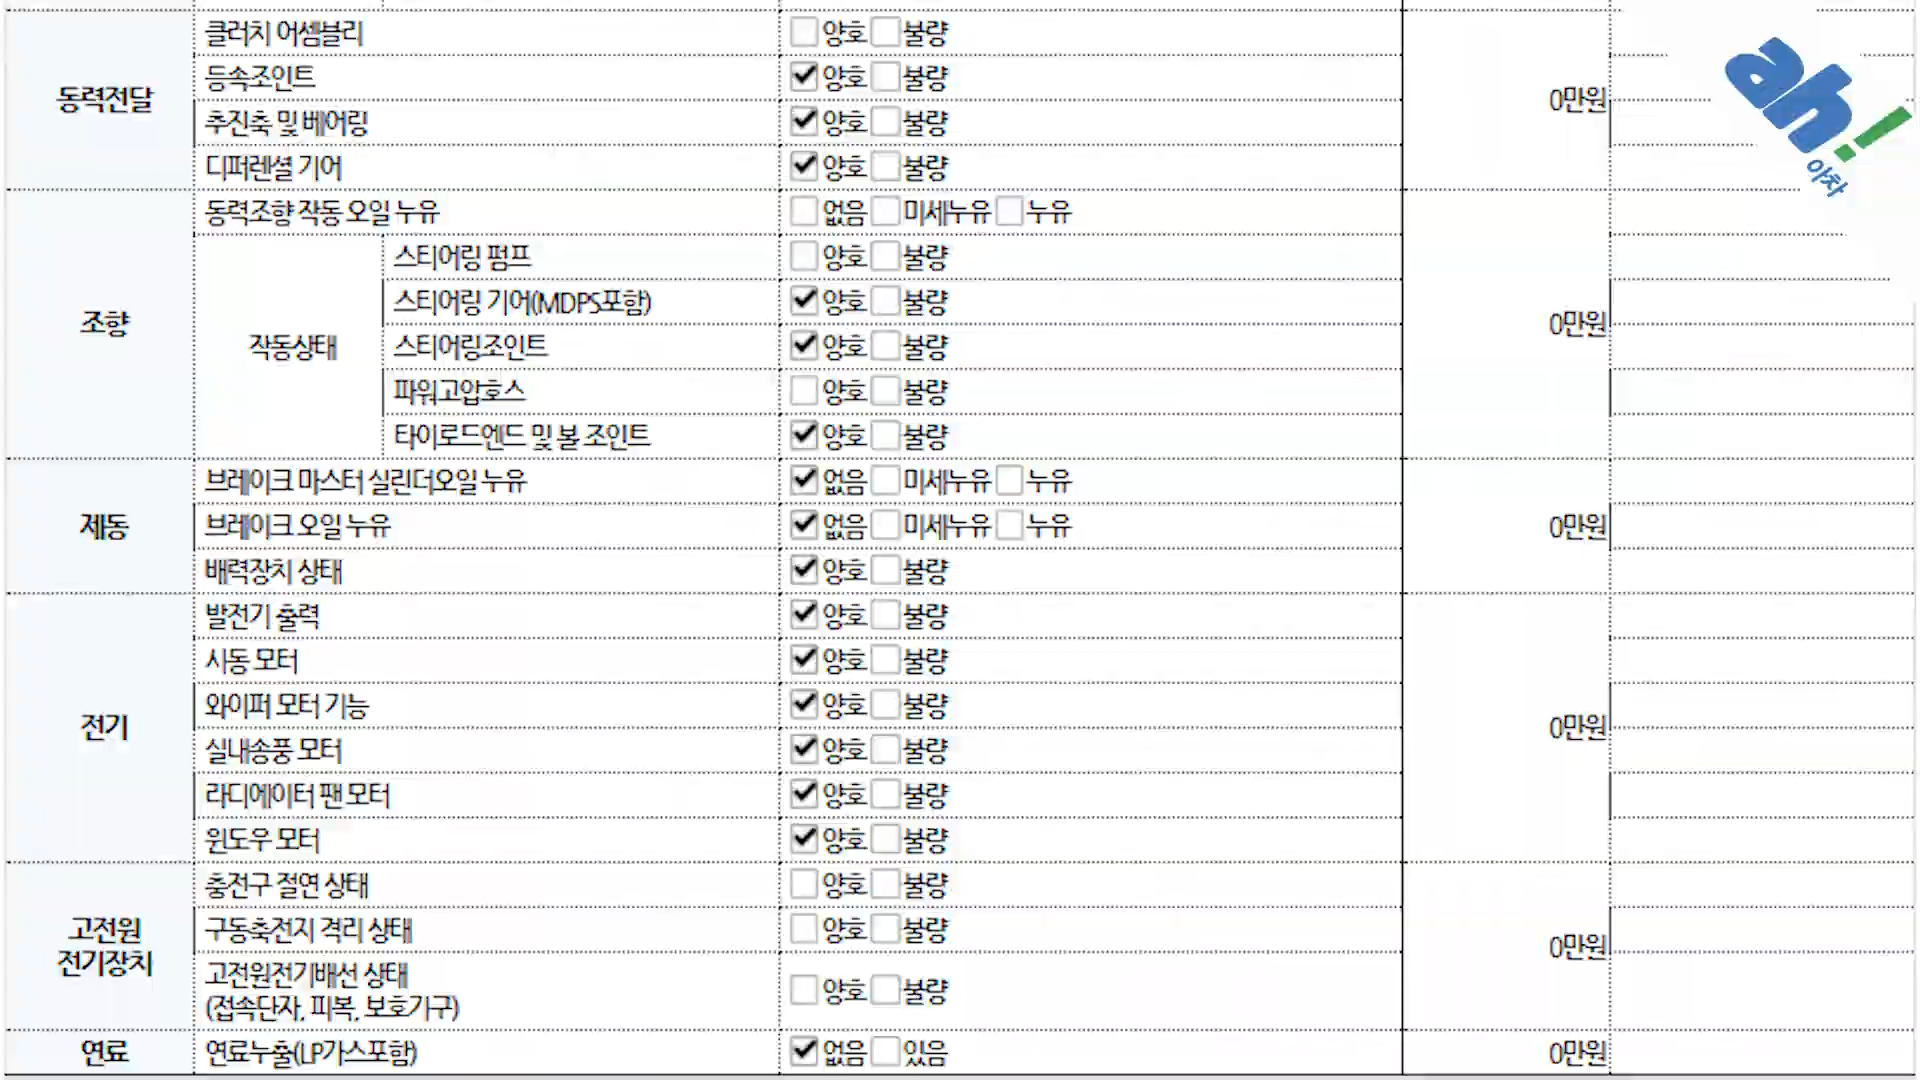 동력전달
클러치 어셈블리 양호 불량
등속조인트 ✔양호 불량
추진축 및 베어링 ✔양호 불량
디퍼렌셜 기어 ✔양호 불량
0만원
조향
동력조향 작동 오일 누유 없음 미세누유 누유
작동상태
스티어링 펌프 양호 불량
스티어링 기어(MDPS포함) ✔양호 불량
스티어링조인트 ✔양호 불량
파워고압호스 양호 불량
타이로드엔드 및 볼 조인트 ✔양호 불량
0만원
제동
브레이크 마스터 실린더오일 누유 ✔없음 미세누유 누유
브레이크 오일 누유 ✔없음 미세누유 누유
배력장치 상태 ✔양호 불량
0만원
전기
발전기 출력 ✔양호 불량
시동 모터 ✔양호 불량
와이퍼 모터 기능 ✔양호 불량
실내송풍 모터 ✔양호 불량
라디에이터 팬 모터 ✔양호 불량
윈도우 모터 ✔양호 불량
0만원
고전원
전기장치
충전구 절연 상태 양호 불량
구동축전지 격리 상태 양호 불량
고전원전기배선 상태
(접속단자, 피복, 보호기구) 양호 불량
0만원
연료
연료누출(LP가스포함) ✔없음 있음
0만원
ah!
아차